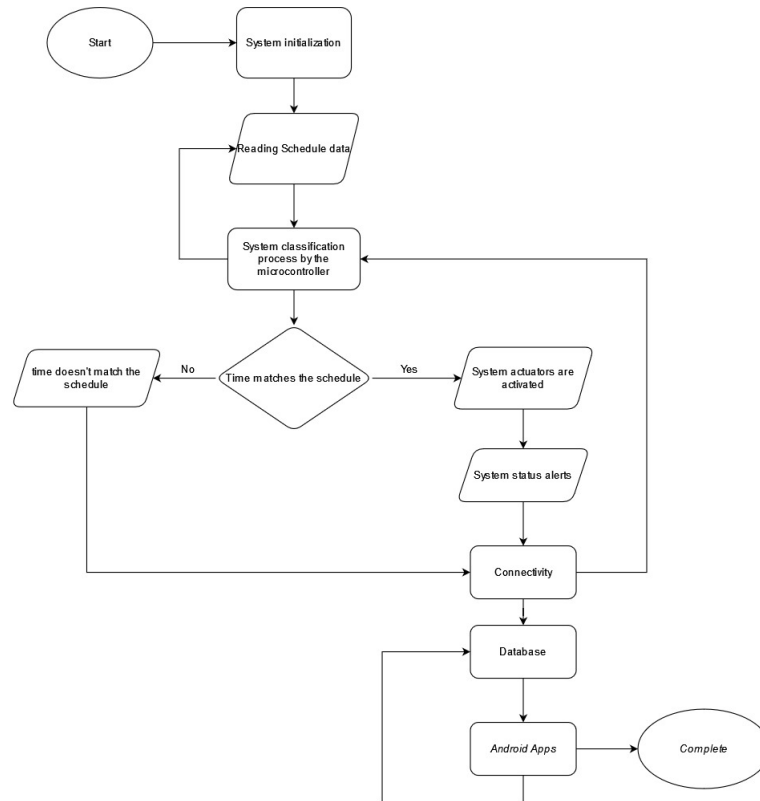 Start
System initialization
Reading Schedule data
System classification
process by the
microcontroller
time doesn't match the
schedule
No
Time matches the schedule
Yes
System actuators are
activated
System status alerts
Connectivity
Database
Android Apps
Complete